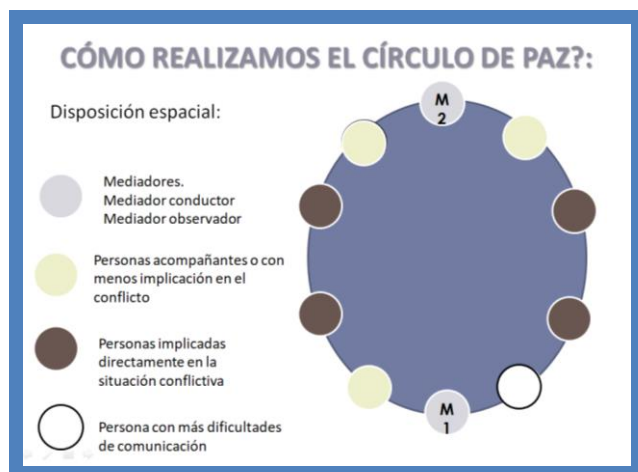 CÓMO REALIZAMOS EL CÍRCULO DE PAZ?:
Disposición espacial:
Mediadores.
Mediador conductor
Mediador observador
Personas acompañantes o con
menos implicación en el
conflicto
Personas implicadas
directamente en la
situación conflictiva
Persona con más dificultades
de comunicación
M
2
M
1